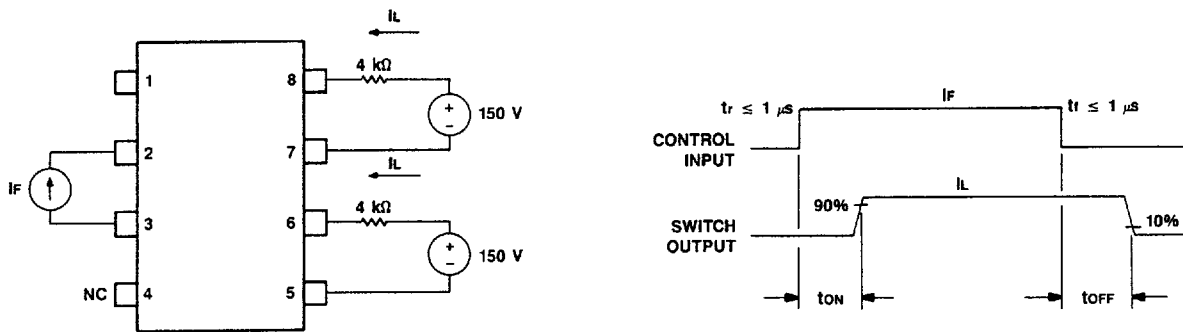 IL
4 kΩ
1
8
+
−
150 V
2
7
IL
IF
4 kΩ
3
6
+
−
150 V
NC
4
5
tr ≤ 1 μs
IF
tf ≤ 1 μs
CONTROL
INPUT
IL
90%
SWITCH
OUTPUT
10%
tON
tOFF